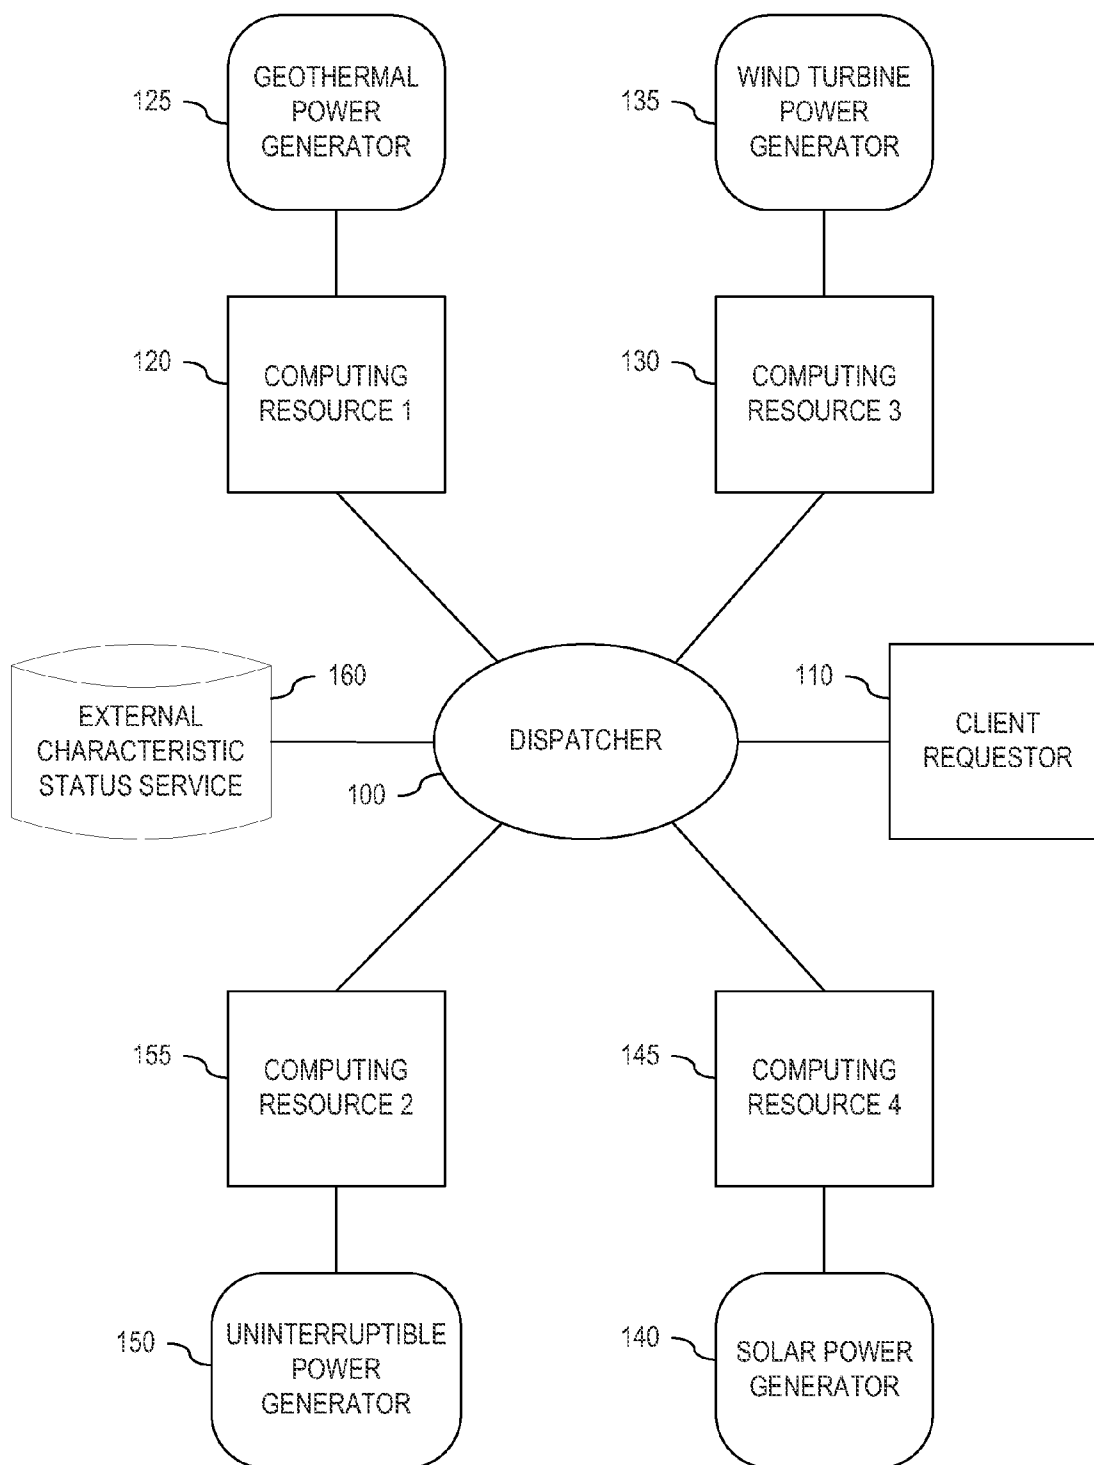 125
GEOTHERMAL
POWER
GENERATOR
135
WIND TURBINE
POWER
GENERATOR
120
COMPUTING
RESOURCE 1
130
COMPUTING
RESOURCE 3
EXTERNAL
CHARACTERISTIC
STATUS SERVICE
160
DISPATCHER
100
110
CLIENT
REQUESTOR
155
COMPUTING
RESOURCE 2
145
COMPUTING
RESOURCE 4
150
UNINTERRUPTIBLE
POWER
GENERATOR
140
SOLAR POWER
GENERATOR